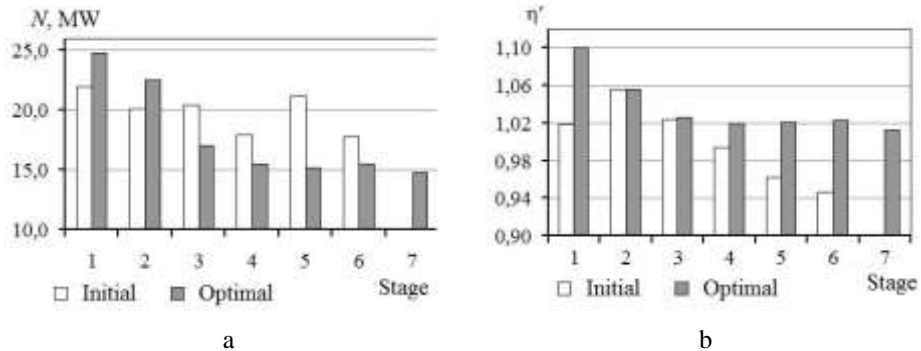 N, MW
25,0
20,0
15,0
10,0
1 2 3 4 5 6 7
Initial Optimal Stage
a
η′
1,10
1,06
1,02
0,98
0,94
0,90
1 2 3 4 5 6 7
Initial Optimal Stage
b